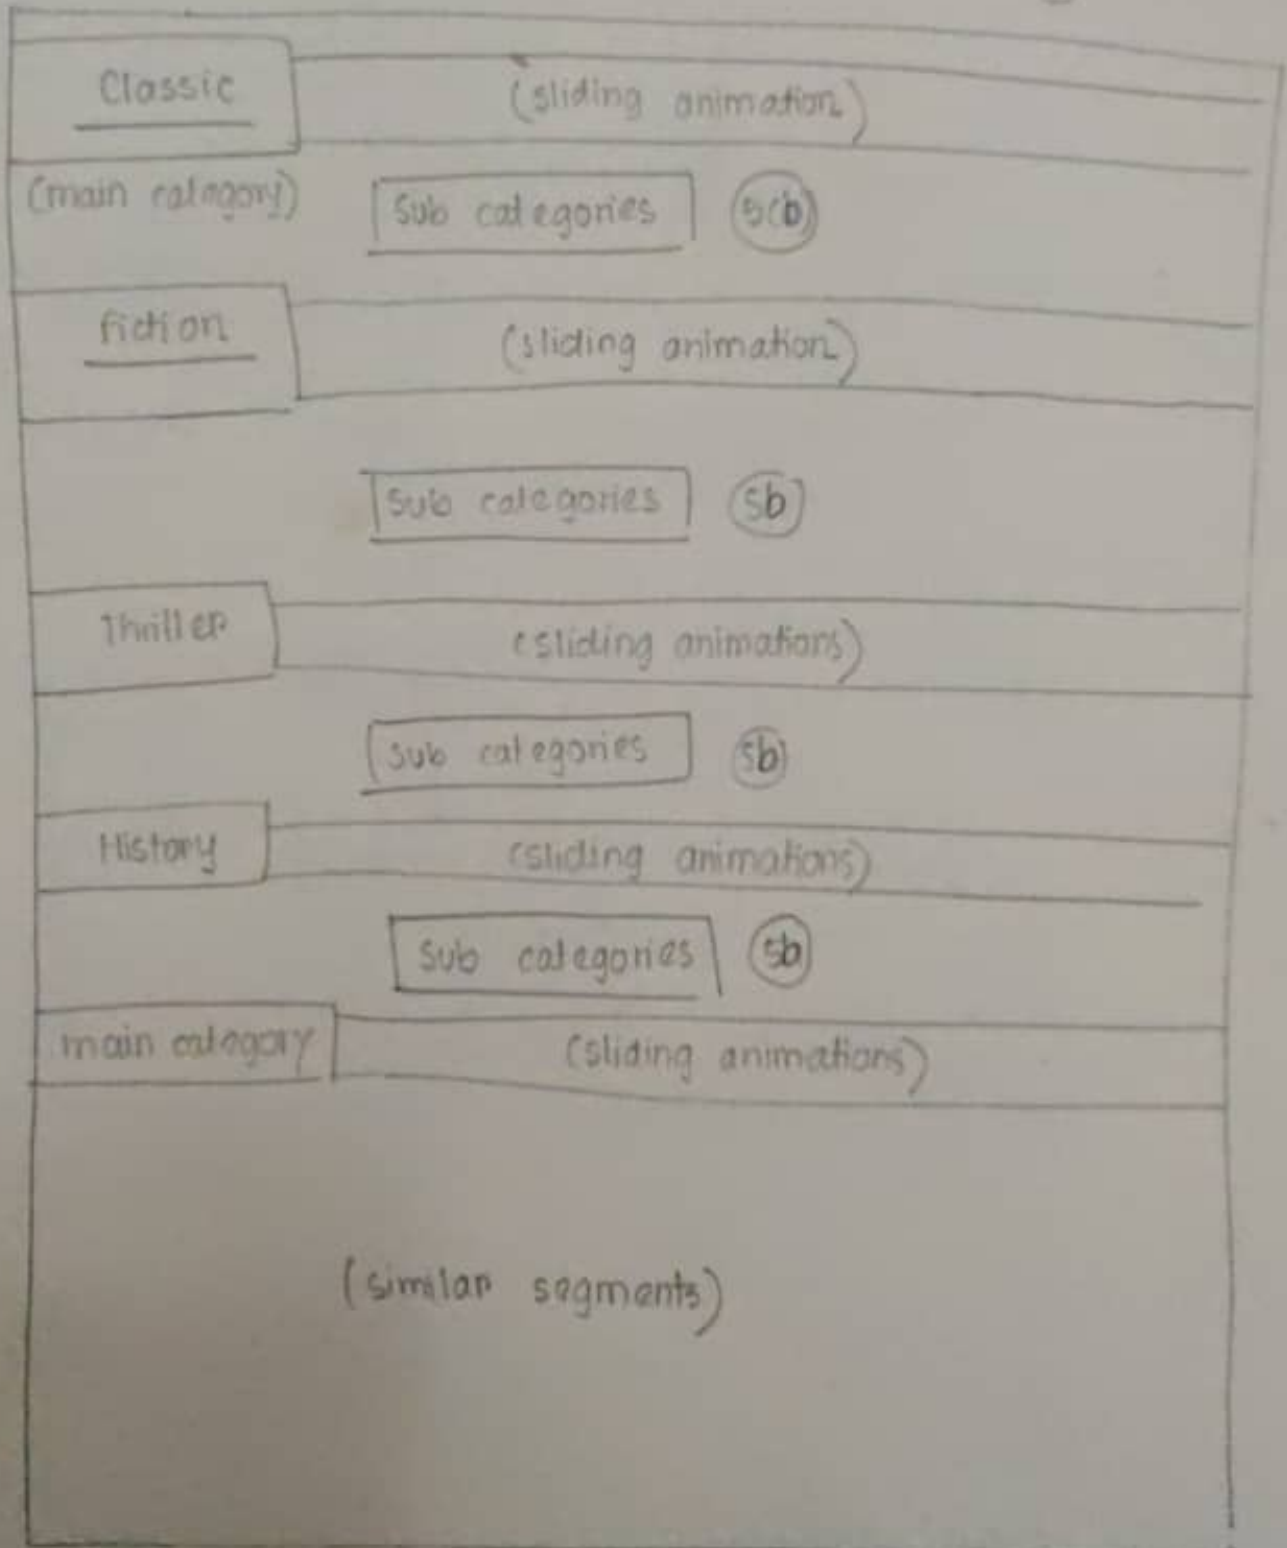 Classic (sliding animation)
(main category) Sub categories
fiction (sliding animation)
Sub categories sb
Thriller (sliding animations)
Sub categories sb
History (sliding animations)
Sub categories sb
main category (sliding animations)
(similar segments)